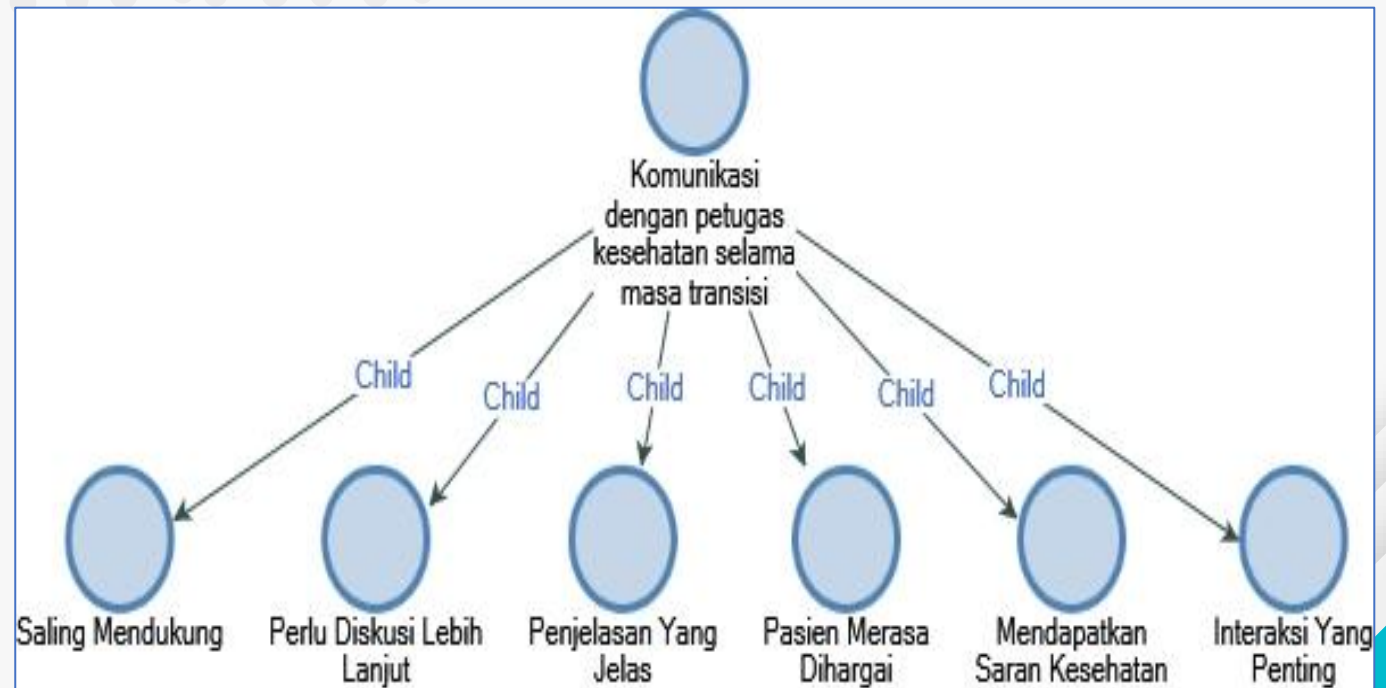 Komunikasi
dengan petugas
kesehatan selama
masa transisi
Child
Child
Child
Child
Child
Child
Saling Mendukung
Perlu Diskusi Lebih
Lanjut
Penjelasan Yang
Jelas
Pasien Merasa
Dihargai
Mendapatkan
Saran Kesehatan
Interaksi Yang
Penting